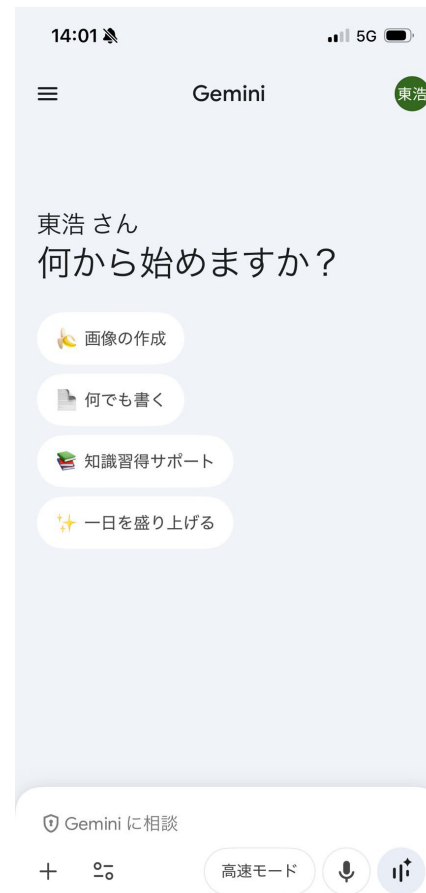 14:01
5G
Gemini
東浩
東浩 さん
何から始めますか？
画像の作成
何でも書く
知識習得サポート
一日を盛り上げる
Gemini に相談
高速モード